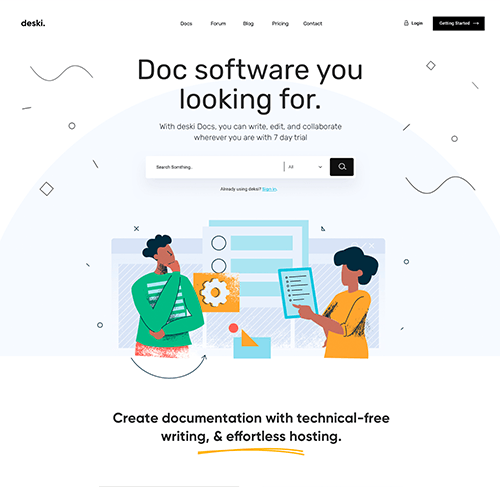 deski.
Docs Forum Blog Pricing Contact
Login
Getting Started
Doc software you
looking for.
With deski Docs, you can write, edit, and collaborate
wherever you are with 7 day trial
Search Somthing..
All
Already using deksi? Sign in.
Create documentation with technical-free
writing, & effortless hosting.